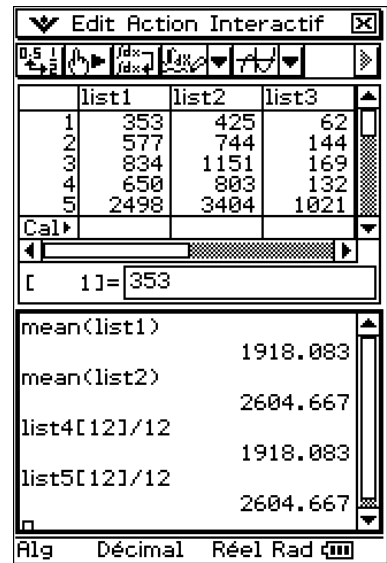 Edit Action Interactif
list1 list2 list3
1 353 425 62
2 577 744 144
3 834 1151 169
4 650 803 132
5 2498 3404 1021
Cal
[ 1]= 353
mean(list1)
1918.083
mean(list2)
2604.667
list4[12]/12
1918.083
list5[12]/12
2604.667
Alg Décimal Réel Rad